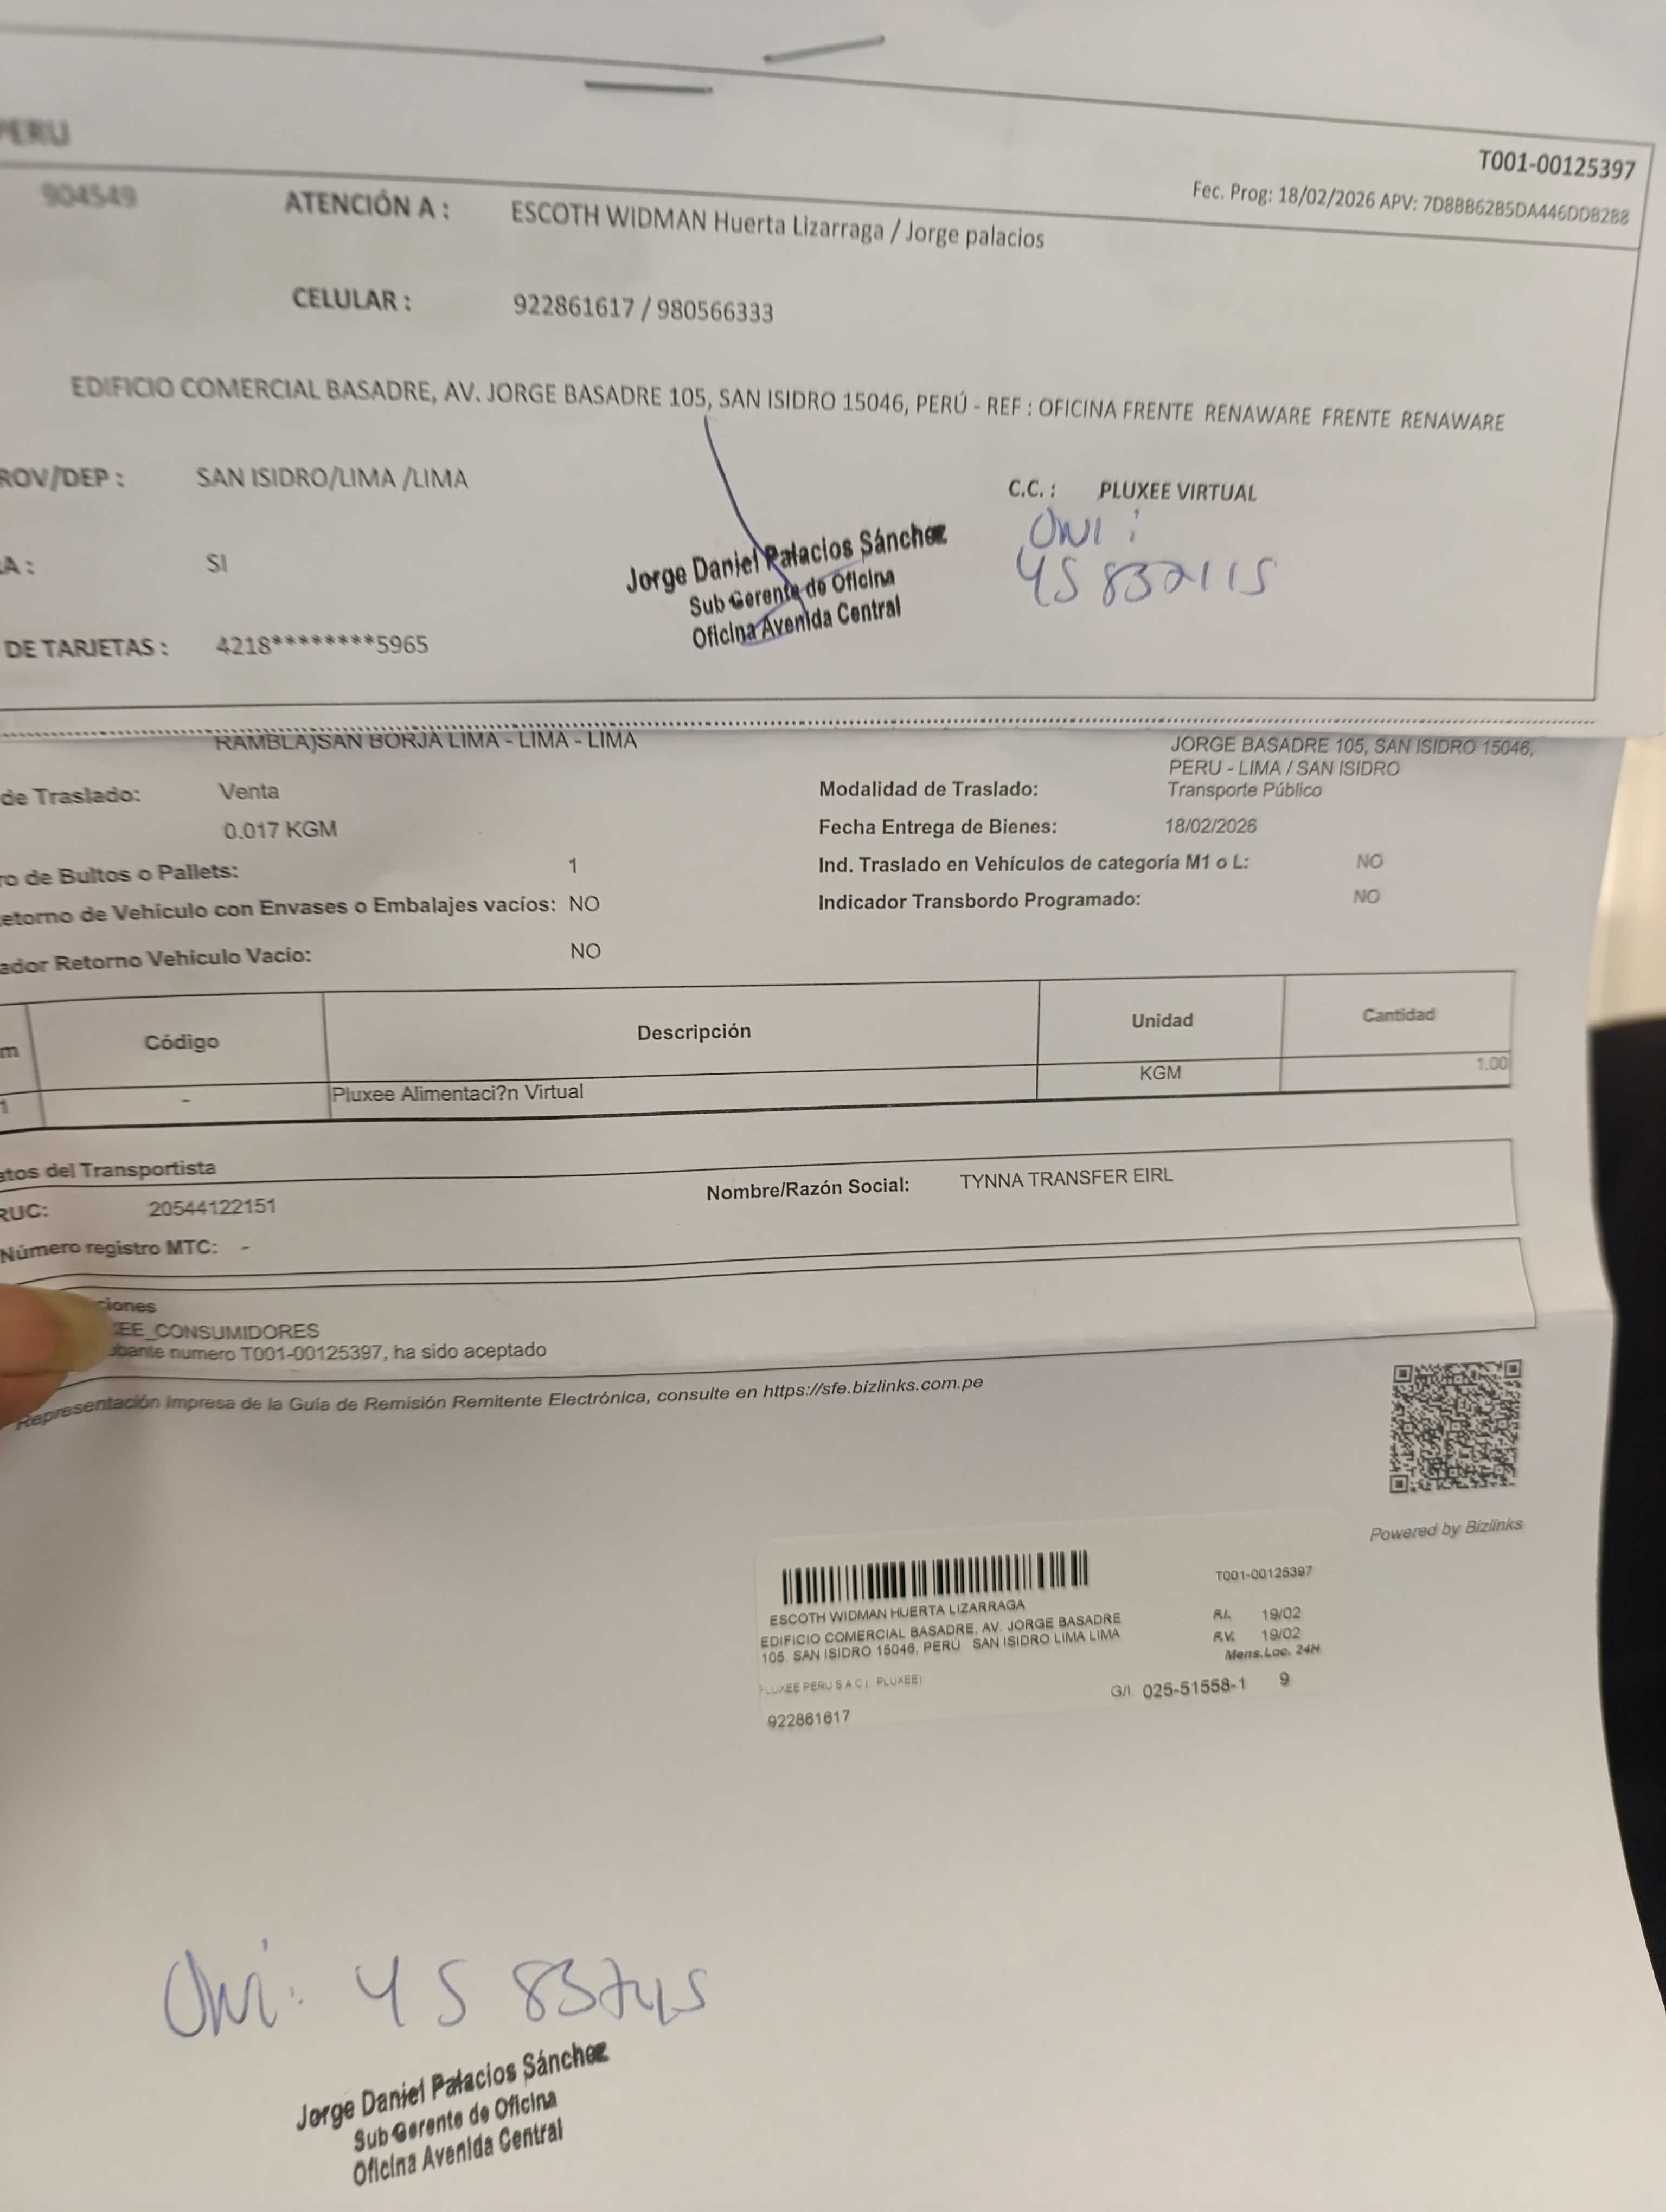 PERU
T001-00125397
904549 ATENCIÓN A : ESCOTH WIDMAN Huerta Lizarraga / Jorge palacios
Fec. Prog: 18/02/2026 APV: 7D8BB62B5DA446DDB2B8
CELULAR : 922861617 / 980566333
EDIFICIO COMERCIAL BASADRE, AV. JORGE BASADRE 105, SAN ISIDRO 15046, PERÚ - REF : OFICINA FRENTE RENAWARE FRENTE RENAWARE
ROV/DEP : SAN ISIDRO/LIMA /LIMA
C.C. : PLUXEE VIRTUAL
A : SI
Jorge Daniel Palacios Sánchez
Sub Gerente de Oficina
Oficina Avenida Central
DNI :
45832115
DE TARJETAS : 4218********5965
RAMBLA)SAN BORJA LIMA - LIMA - LIMA
JORGE BASADRE 105, SAN ISIDRO 15046,
PERU - LIMA / SAN ISIDRO
de Traslado: Venta
Modalidad de Traslado: Transporte Público
0.017 KGM
Fecha Entrega de Bienes: 18/02/2026
ro de Bultos o Pallets: 1
Ind. Traslado en Vehículos de categoría M1 o L: NO
etorno de Vehículo con Envases o Embalajes vacíos: NO
Indicador Transbordo Programado: NO
ador Retorno Vehiculo Vacio: NO
m Código Descripción Unidad Cantidad
1 - Pluxee Alimentaci?n Virtual KGM 1.00
atos del Transportista
RUC: 20544122151
Nombre/Razón Social: TYNNA TRANSFER EIRL
Número registro MTC: -
ciones
EE_CONSUMIDORES
bante numero T001-00125397, ha sido aceptado
Representación Impresa de la Guía de Remisión Remitente Electrónica, consulte en https://sfe.bizlinks.com.pe
Powered by Bizlinks
T001-00125397
ESCOTH WIDMAN HUERTA LIZARRAGA
EDIFICIO COMERCIAL BASADRE, AV. JORGE BASADRE
105, SAN ISIDRO 15046, PERÚ SAN ISIDRO LIMA LIMA
F.I. 19/02
F.V. 19/02
Mens.Loc. 24H
PLUXEE PERU S A C ( PLUXEE)
G/I. 025-51558-1 9
922861617
DNI: 45 83
Jorge Daniel Palacios Sánchez
Sub Gerente de Oficina
Oficina Avenida Central